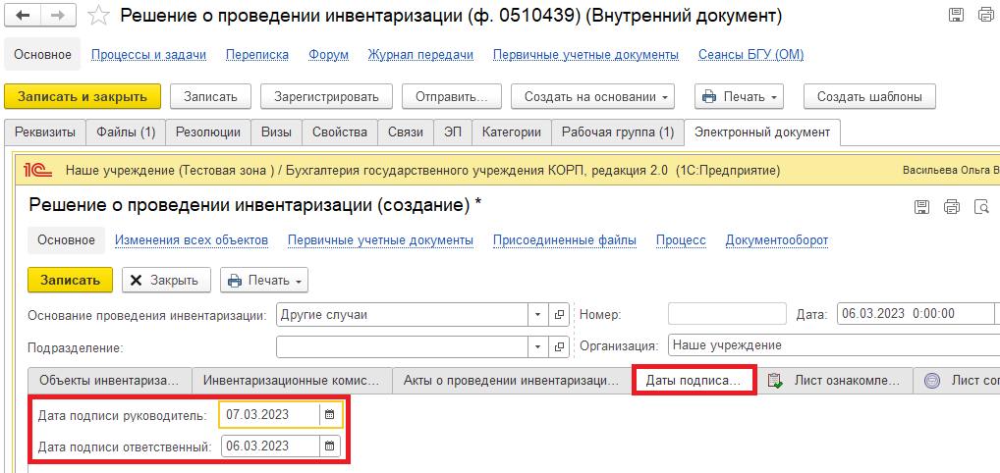 Решение о проведении инвентаризации (ф. 0510439) (Внутренний документ)
Основное Процессы и задачи Переписка Форум Журнал передачи Первичные учетные документы Сеансы БГУ (ОМ)
Записать и закрыть Записать Зарегистрировать Отправить... Создать на основании Печать Создать шаблоны
Реквизиты Файлы (1) Резолюции Визы Свойства Связи ЭП Категории Рабочая группа (1) Электронный документ
1С Наше учреждение (Тестовая зона ) / Бухгалтерия государственного учреждения КОРП, редакция 2.0 (1С:Предприятие) Васильева Ольга В
Решение о проведении инвентаризации (создание) *
Основное Изменения всех объектов Первичные учетные документы Присоединенные файлы Процесс Документооборот
Записать Закрыть Печать
Основание проведения инвентаризации: Другие случаи Номер: Дата: 06.03.2023 0:00:00
Подразделение: Организация: Наше учреждение
Объекты инвентариза... Инвентаризационные комис... Акты о проведении инвентаризаци... Даты подписа... Лист ознакомле... Лист сог
Дата подписи руководитель: 07.03.2023
Дата подписи ответственный: 06.03.2023